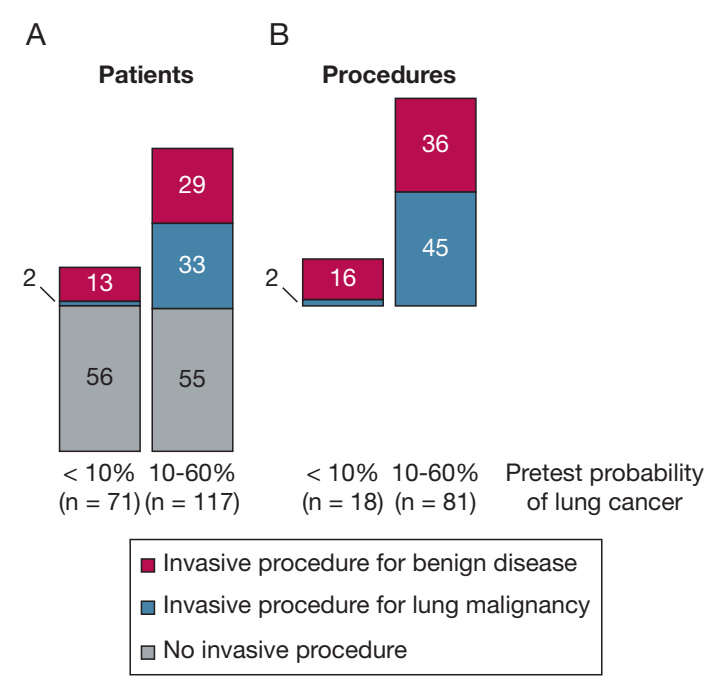 A
B
Patients
Procedures
29
36
33
45
2
13
2
16
56
55
< 10%
10-60%
(n = 71)
(n = 117)
< 10%
10-60%
(n = 18)
(n = 81)
Pretest probability
of lung cancer
Invasive procedure for benign disease
Invasive procedure for lung malignancy
No invasive procedure